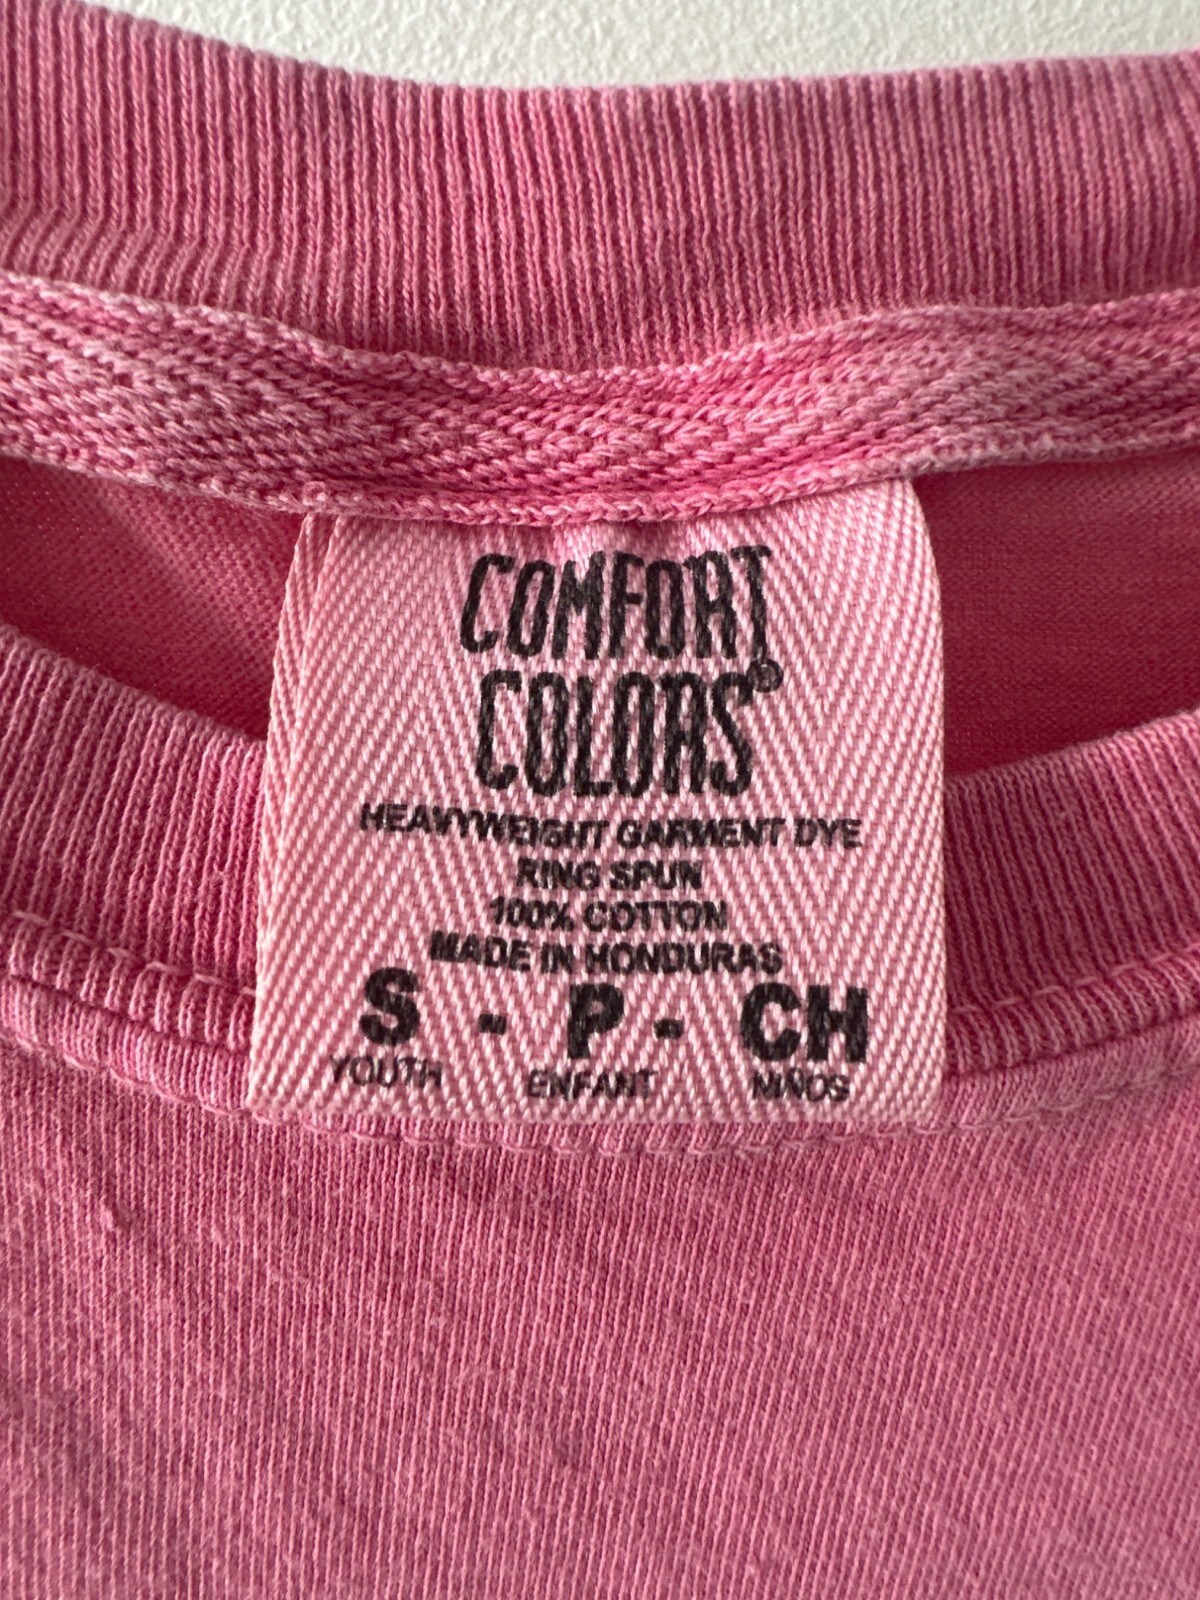 COMFORT
COLORS®
HEAVYWEIGHT GARMENT DYE
RING SPUN
100% COTTON
MADE IN HONDURAS
S - P - CH
YOUTH ENFANT NIÑOS